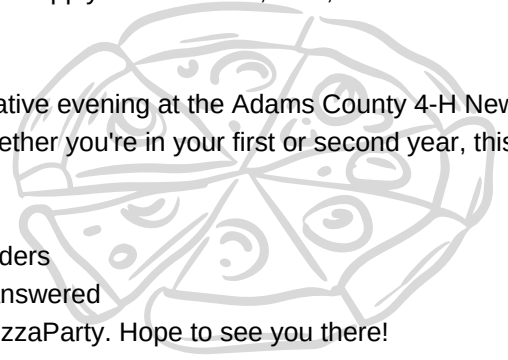 ative evening at the Adams County 4-H New
ether you're in your first or second year, this
ders
nswered
zzaParty. Hope to see you there!